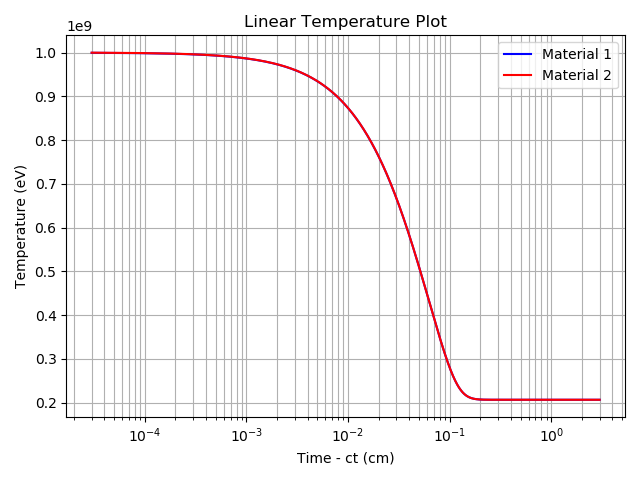 Linear Temperature Plot
1e9
Material 1
Material 2
1.0
0.9
0.8
0.7
0.6
0.5
0.4
0.3
0.2
Temperature (eV)
10⁻⁴ 10⁻³ 10⁻² 10⁻¹ 10⁰
Time - ct (cm)